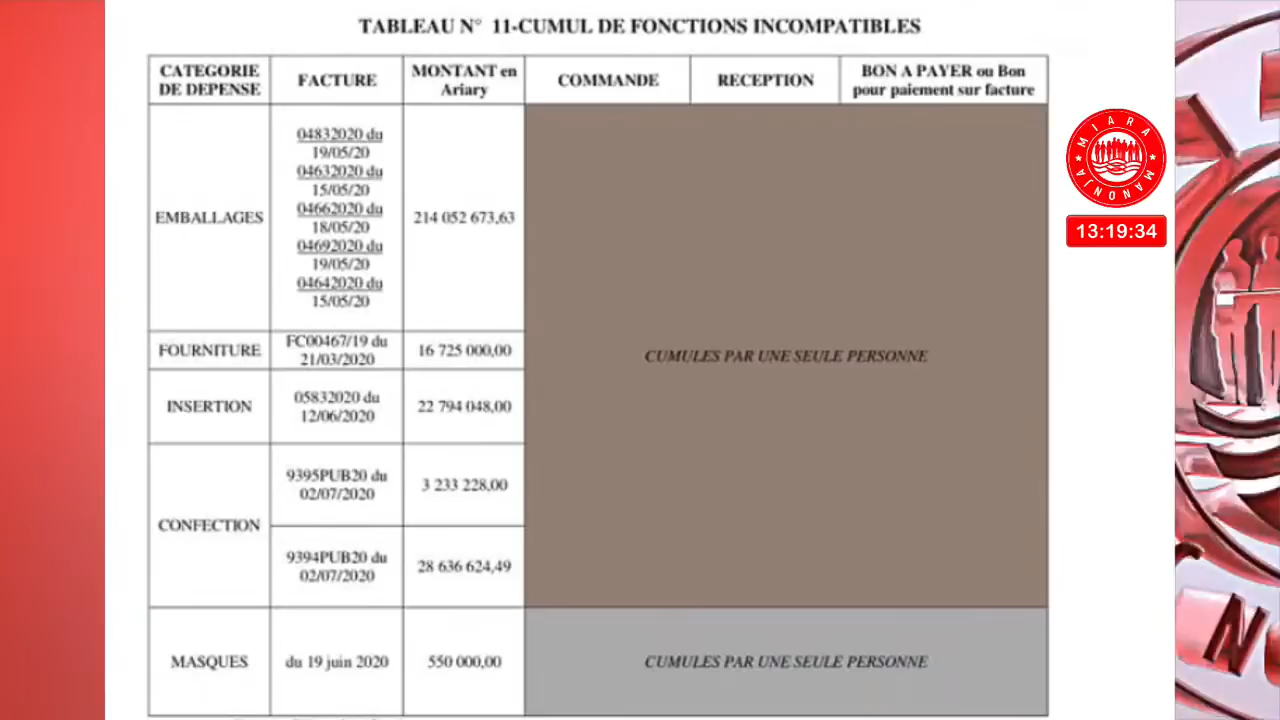 TABLEAU N° 11-CUMUL DE FONCTIONS INCOMPATIBLES
CATEGORIE
DE DEPENSE
FACTURE
MONTANT en
Ariary
COMMANDE
RECEPTION
BON A PAYER ou Bon
pour paiement sur facture
EMBALLAGES
04832020 du
19/05/20
04632020 du
15/05/20
04662020 du
18/05/20
04692020 du
19/05/20
04642020 du
15/05/20
214 052 673,63
CUMULES PAR UNE SEULE PERSONNE
FOURNITURE
FC00467/19 du
21/03/2020
16 725 000,00
INSERTION
05832020 du
12/06/2020
22 794 048,00
CONFECTION
9395PUB20 du
02/07/2020
3 233 228,00
9394PUB20 du
02/07/2020
28 636 624,49
MASQUES
du 19 juin 2020
550 000,00
CUMULES PAR UNE SEULE PERSONNE
MIARA
MANONJA
13:19:34